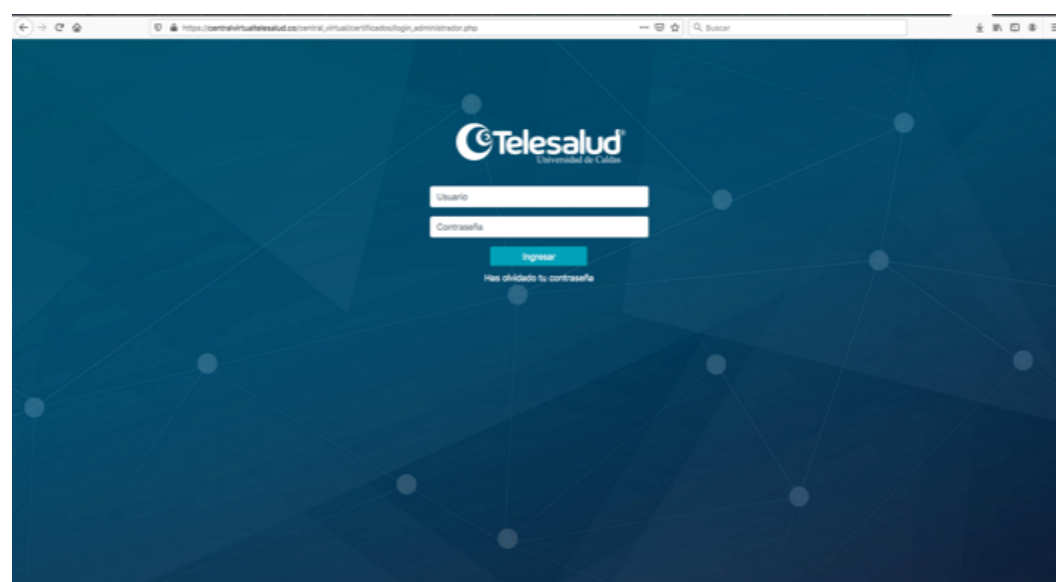 https://centralvirtualtelesalud.co/central_virtual/certificados/login_administrador.php
Buscar
Telesalud®
Universidad de Caldas
Usuario
Contraseña
Ingresar
Has olvidado tu contraseña